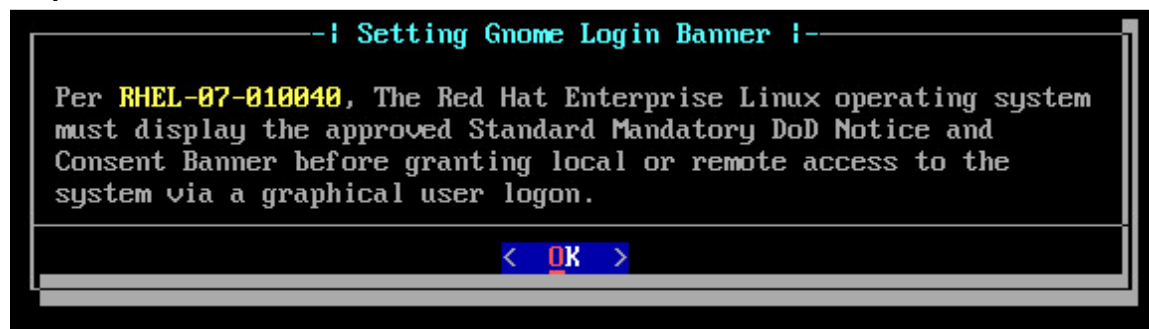 -| Setting Gnome Login Banner |-
Per RHEL-07-010040, The Red Hat Enterprise Linux operating system
must display the approved Standard Mandatory DoD Notice and
Consent Banner before granting local or remote access to the
system via a graphical user logon.
< OK >